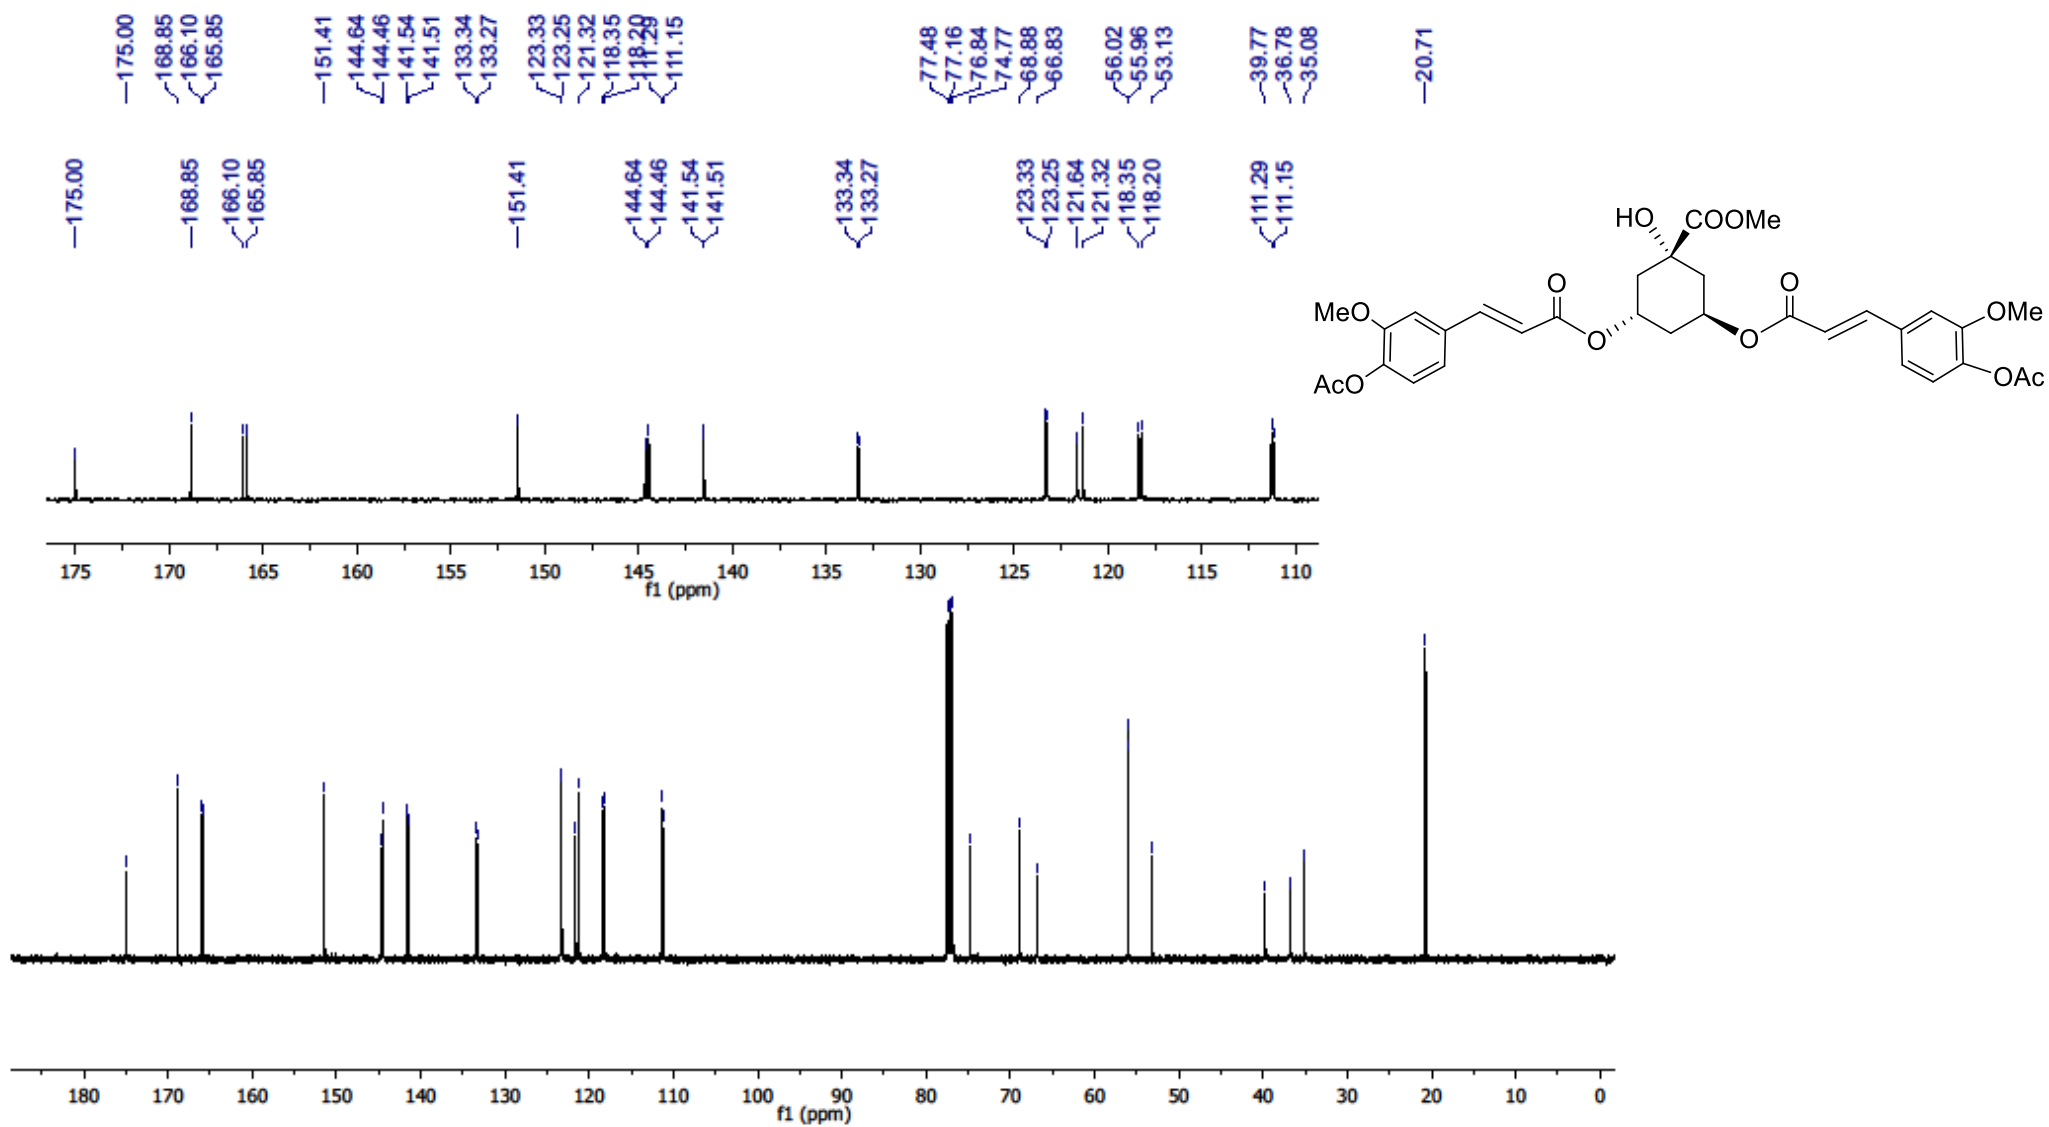 175.00 168.85 166.10 165.85 151.41 144.64 144.46 141.54 141.51 133.34 133.27 123.33 123.25 121.32 118.35 118.20 111.29 111.15 77.48 77.16 76.84 74.77 68.88 66.83 56.02 55.96 53.13 39.77 36.78 35.08 20.71
175.00 168.85 166.10 165.85 151.41 144.64 144.46 141.54 141.51 133.34 133.27 123.33 123.25 121.64 121.32 118.35 118.20 111.29 111.15
HO COOMe
O O
MeO OMe
O O
AcO OAc
175 170 165 160 155 150 145 140 135 130 125 120 115 110
f1 (ppm)
180 170 160 150 140 130 120 110 100 90 80 70 60 50 40 30 20 10 0
f1 (ppm)